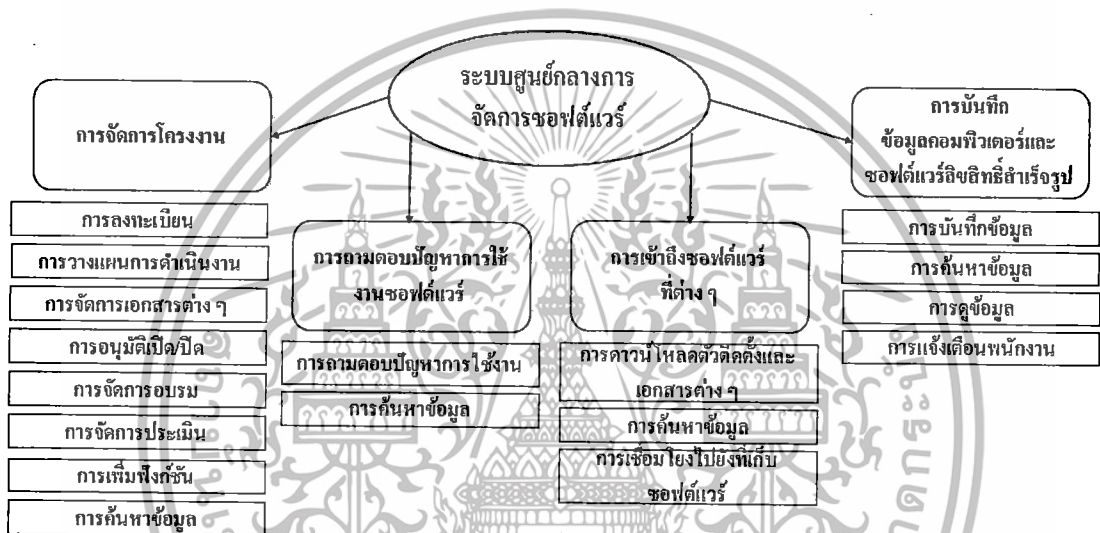 ระบบศูนย์กลางการ
จัดการซอฟต์แวร์
การจัดการโครงงาน
การลงทะเบียน
การวางแผนการดำเนินงาน
การจัดการเอกสารต่าง ๆ
การอนุมัติเปิด/ปิด
การจัดการอบรม
การจัดการประเมิน
การเพิ่มฟังก์ชัน
การค้นหาข้อมูล
การถามตอบปัญหาการใช้
งานซอฟต์แวร์
การถามตอบปัญหาการใช้งาน
การค้นหาข้อมูล
การเข้าถึงซอฟต์แวร์
ที่ต่าง ๆ
การดาวน์โหลดตัวติดตั้งและ
เอกสารต่าง ๆ
การค้นหาข้อมูล
การเชื่อมโยงไปยังที่เก็บ
ซอฟต์แวร์
การบันทึก
ข้อมูลคอมพิวเตอร์และ
ซอฟต์แวร์ลิขสิทธิ์สำเร็จรูป
การบันทึกข้อมูล
การค้นหาข้อมูล
การดูข้อมูล
การแจ้งเตือนพนักงาน